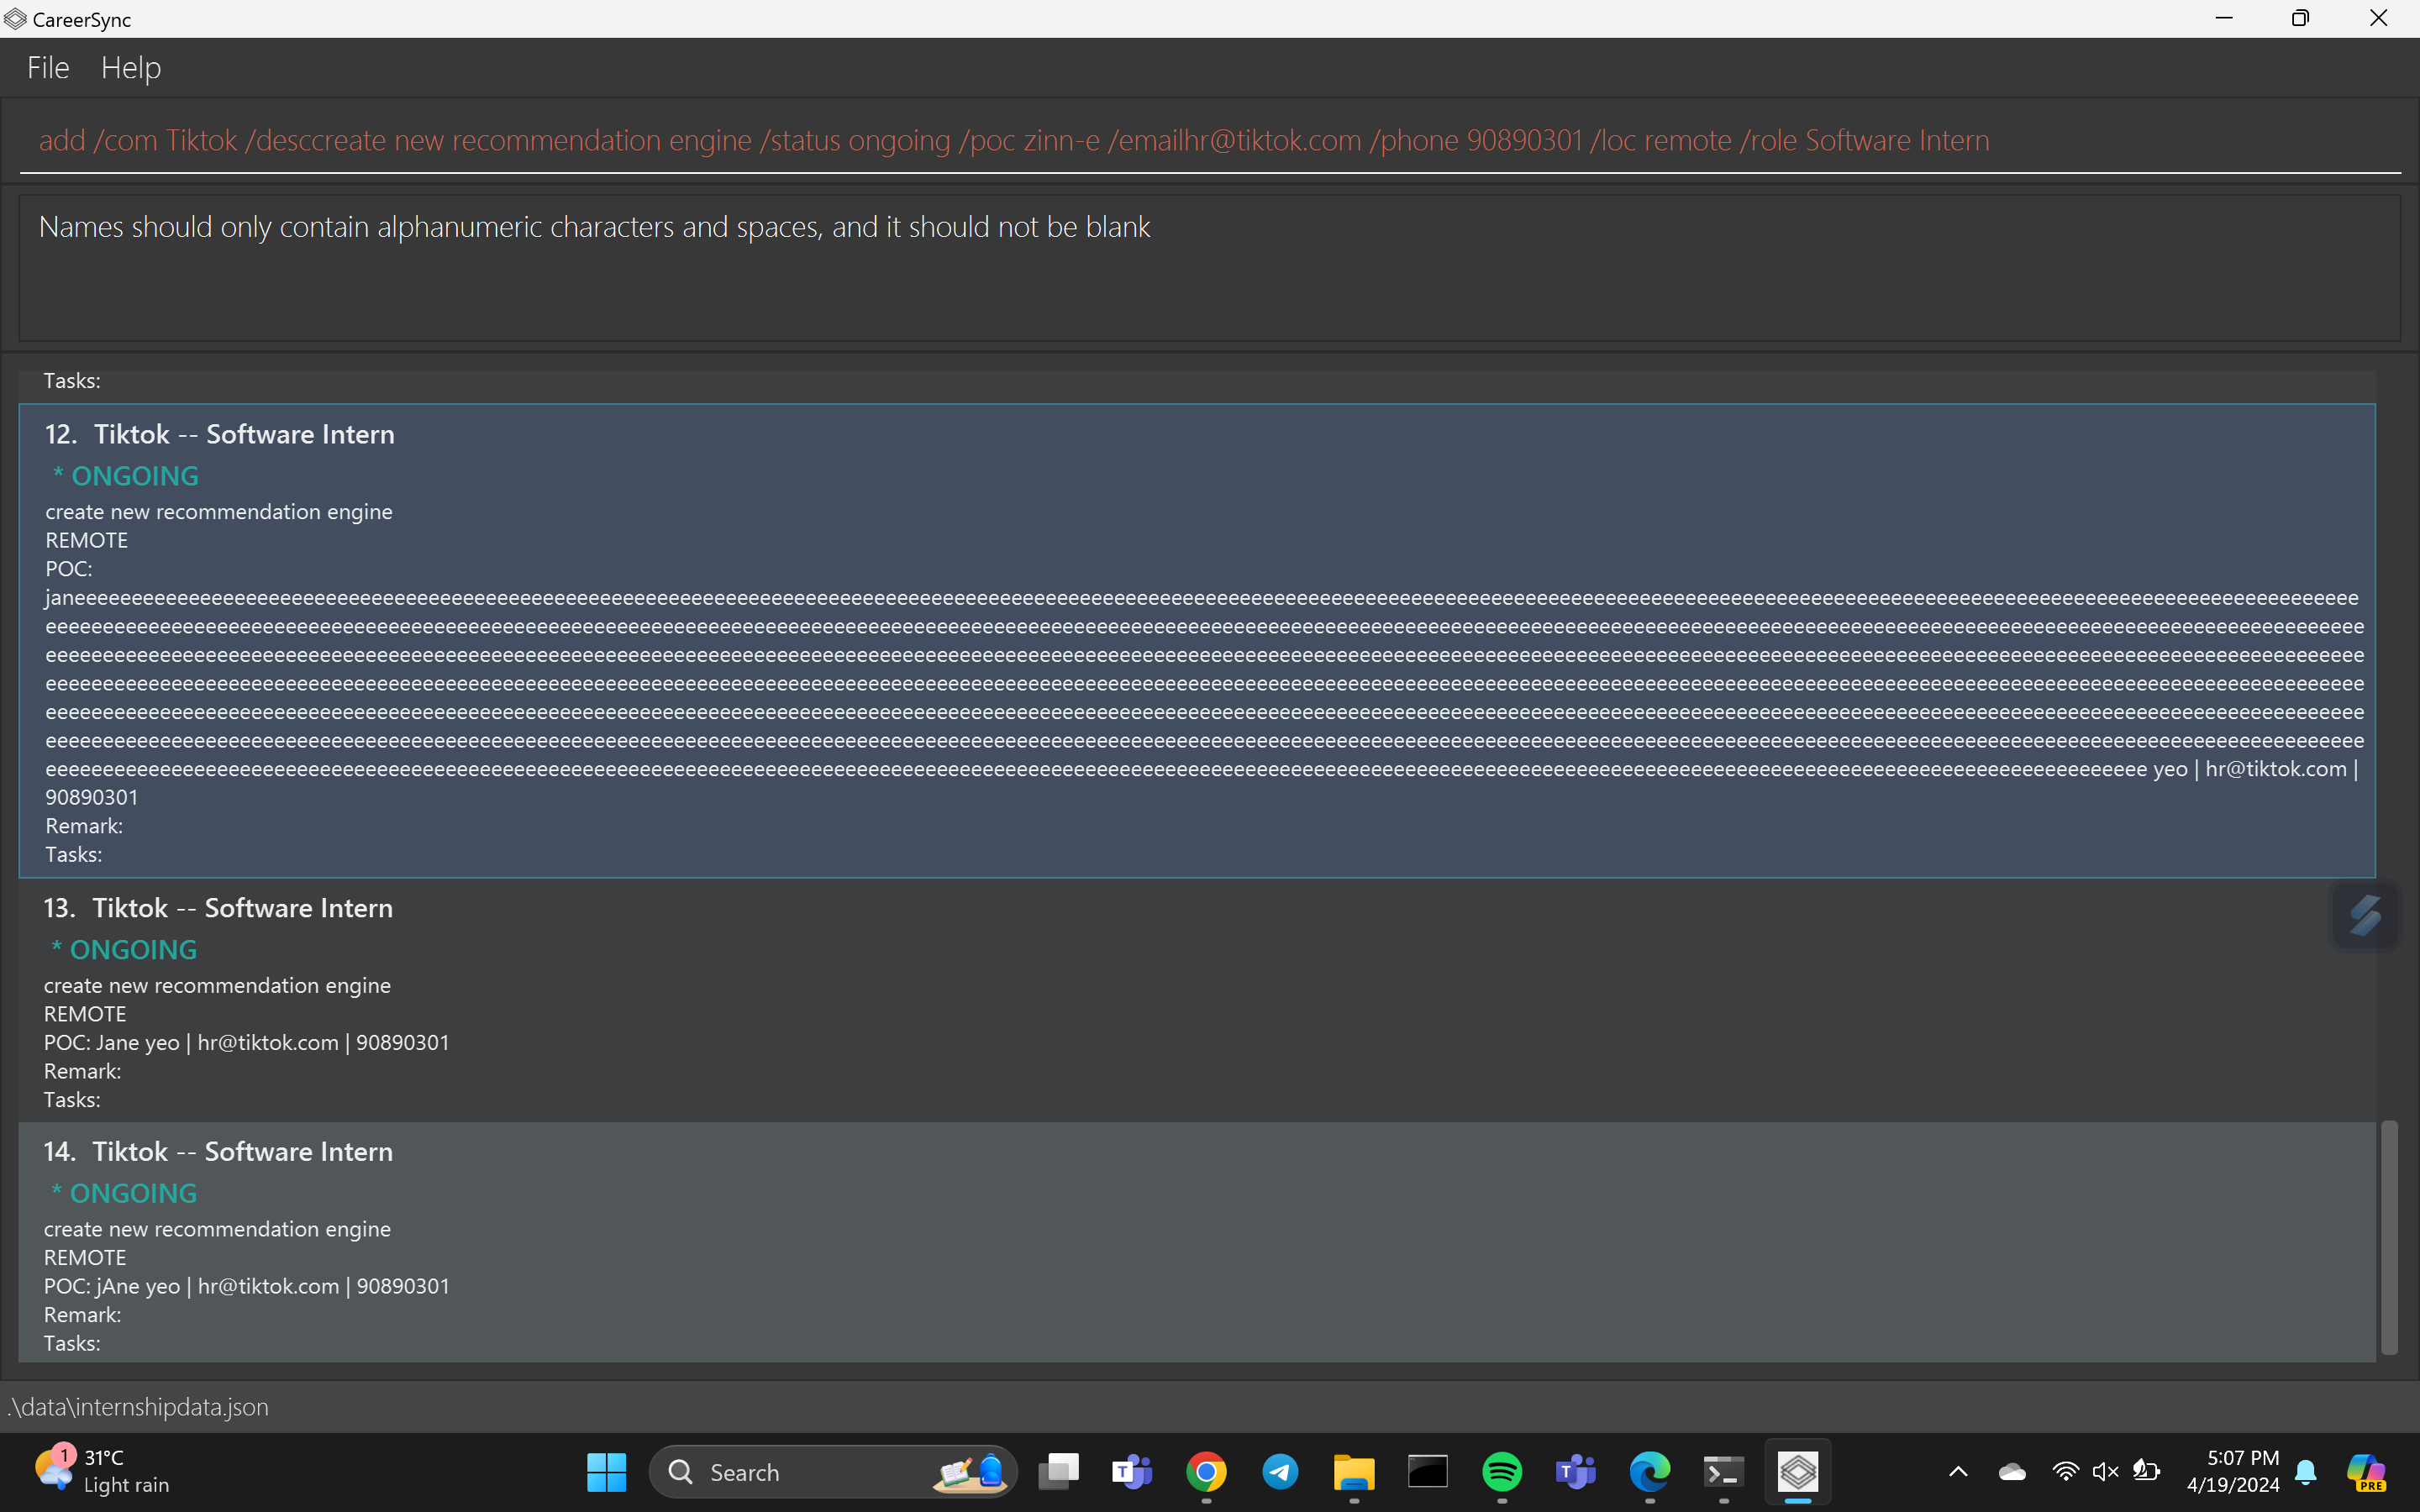 CareerSync
File Help
add /com Tiktok /desccreate new recommendation engine /status ongoing /poc zinn-e /emailhr@tiktok.com /phone 90890301 /loc remote /role Software Intern
Names should only contain alphanumeric characters and spaces, and it should not be blank
Tasks:
12. Tiktok -- Software Intern
* ONGOING
create new recommendation engine
REMOTE
POC:
yeo | hr@tiktok.com |
90890301
Remark:
Tasks:
13. Tiktok -- Software Intern
* ONGOING
create new recommendation engine
REMOTE
POC: Jane yeo | hr@tiktok.com | 90890301
Remark:
Tasks:
14. Tiktok -- Software Intern
* ONGOING
create new recommendation engine
REMOTE
POC: jAne yeo | hr@tiktok.com | 90890301
Remark:
Tasks:
.\data\internshipdata.json
1
31°C
Light rain
Search
T
T
5:07 PM
4/19/2024
PRE